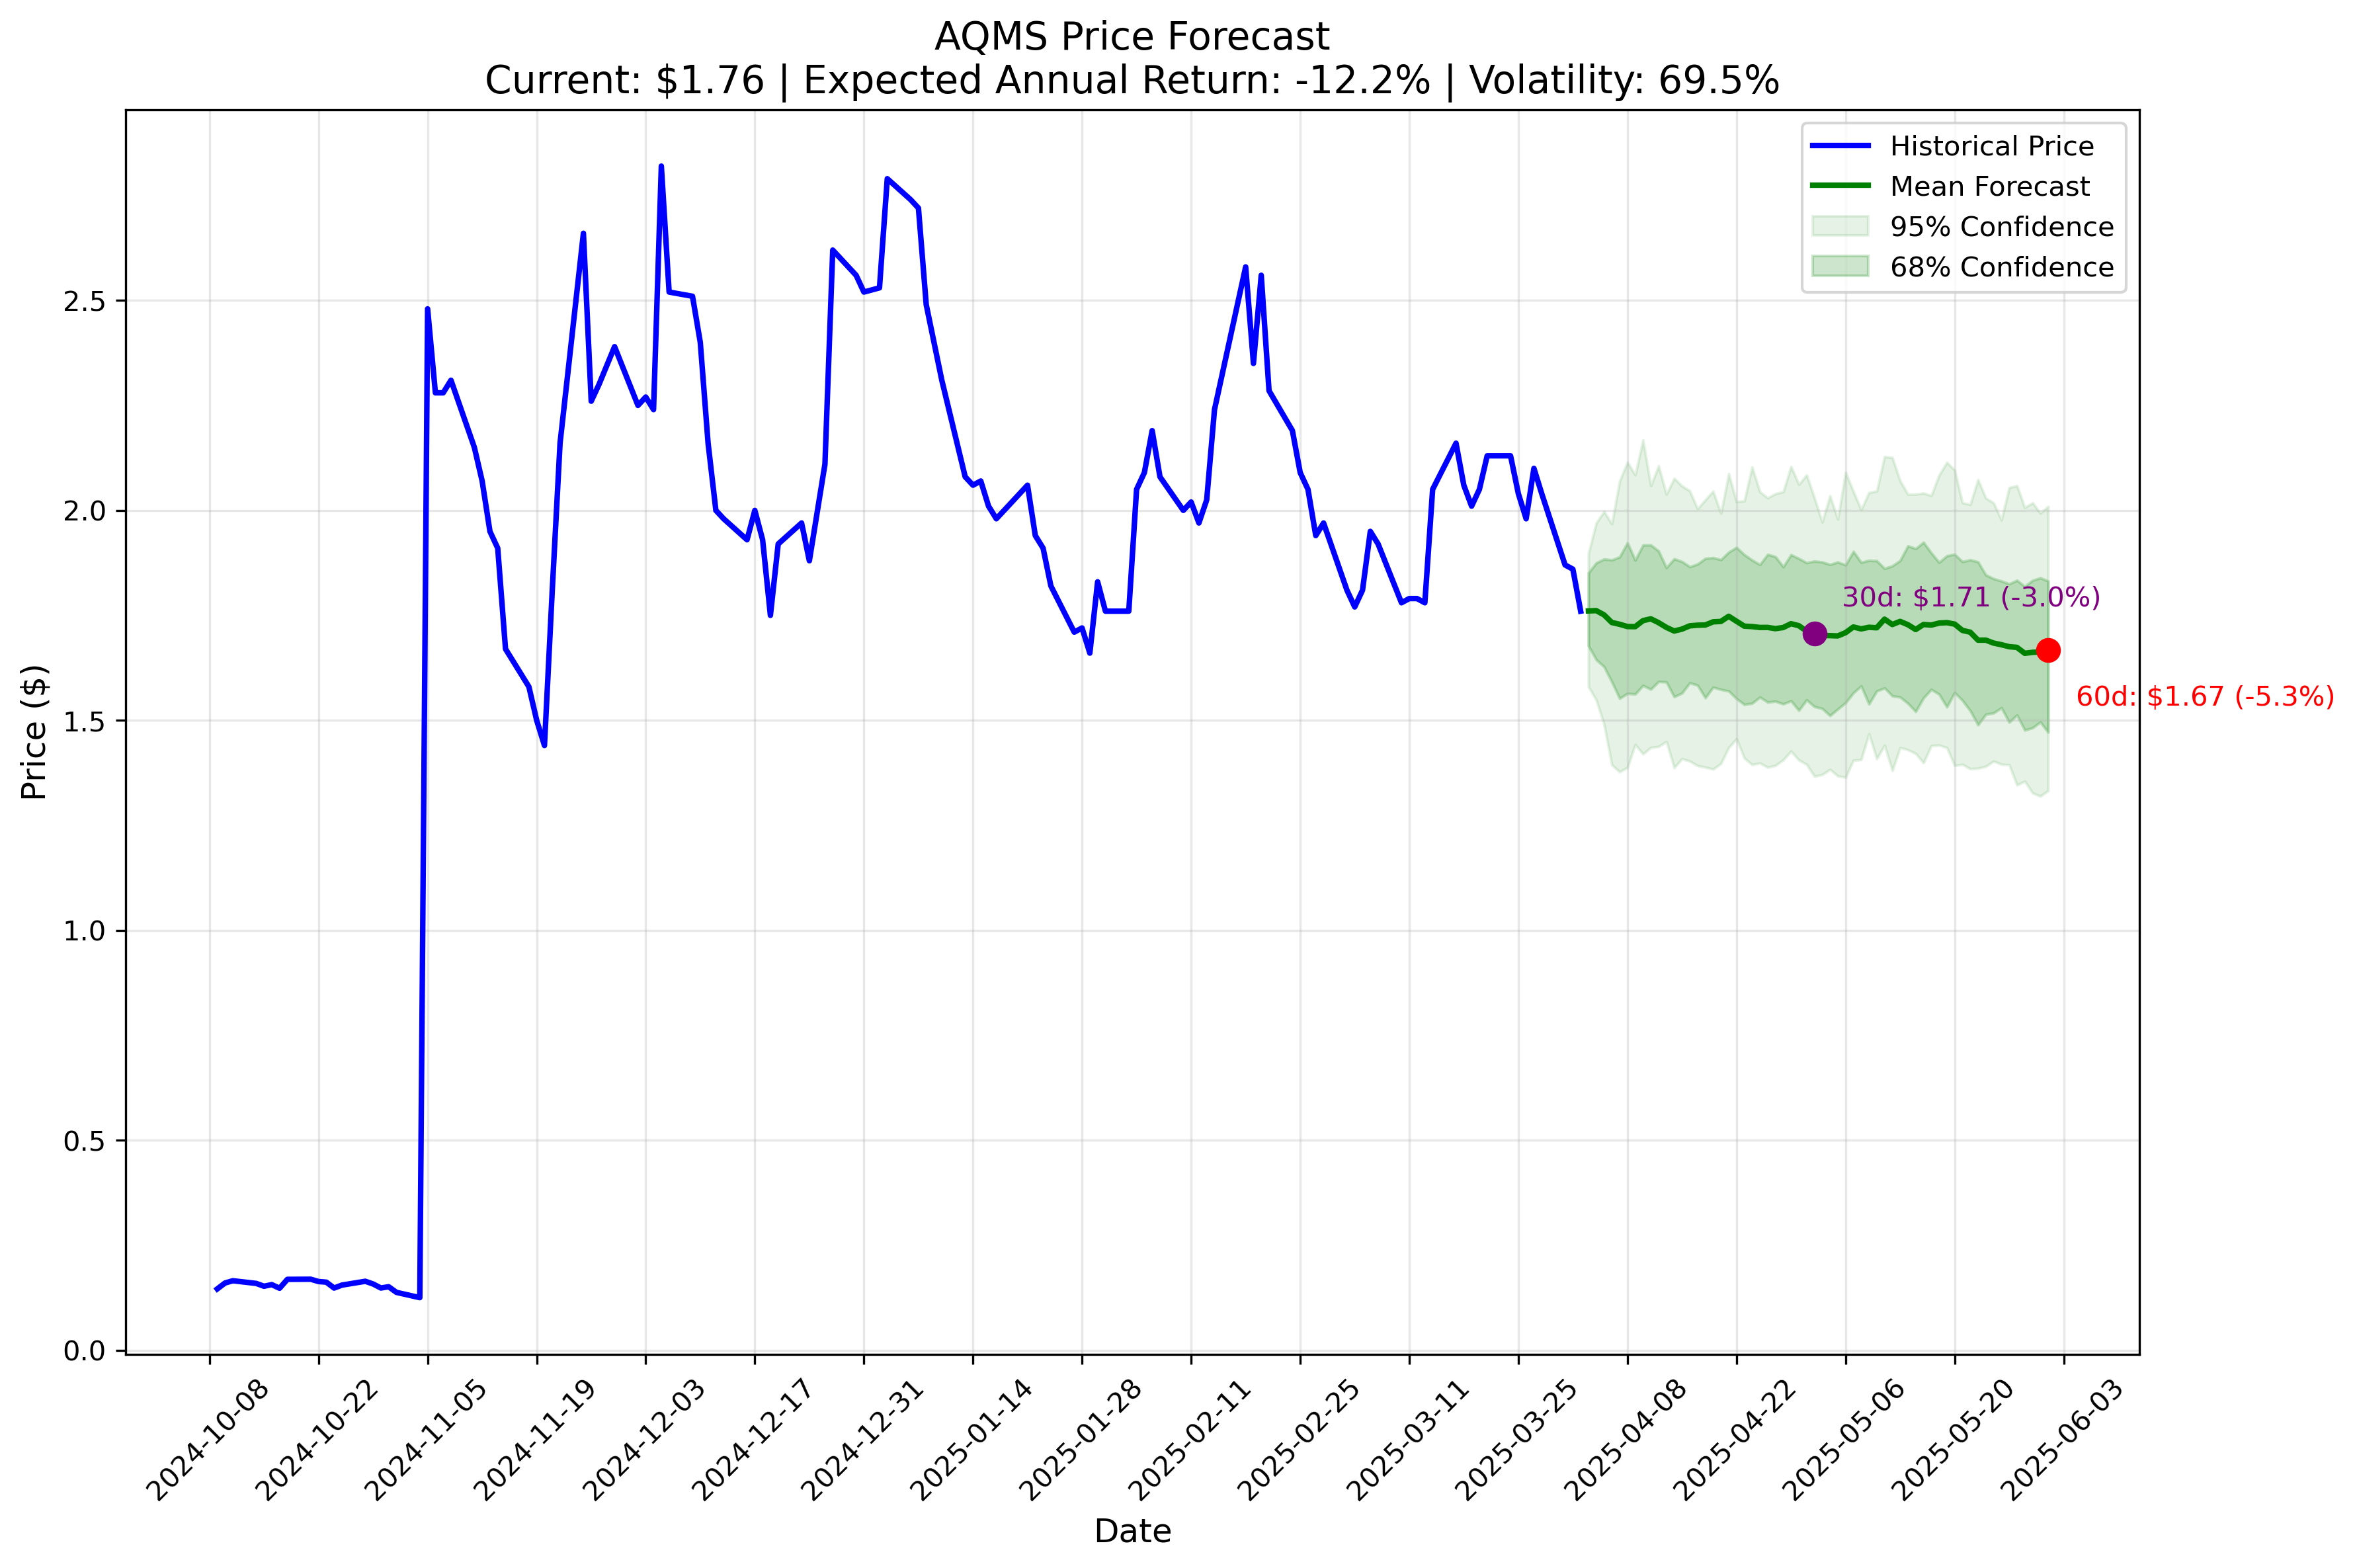 AQMS Price Forecast
Current: $1.76 | Expected Annual Return: -12.2% | Volatility: 69.5%
Historical Price
Mean Forecast
95% Confidence
68% Confidence
Price ($)
2.5
2.0
1.5
1.0
0.5
0.0
30d: $1.71 (-3.0%)
60d: $1.67 (-5.3%)
2024-10-08
2024-10-22
2024-11-05
2024-11-19
2024-12-03
2024-12-17
2024-12-31
2025-01-14
2025-01-28
2025-02-11
2025-02-25
2025-03-11
2025-03-25
2025-04-08
2025-04-22
2025-05-06
2025-05-20
2025-06-03
Date